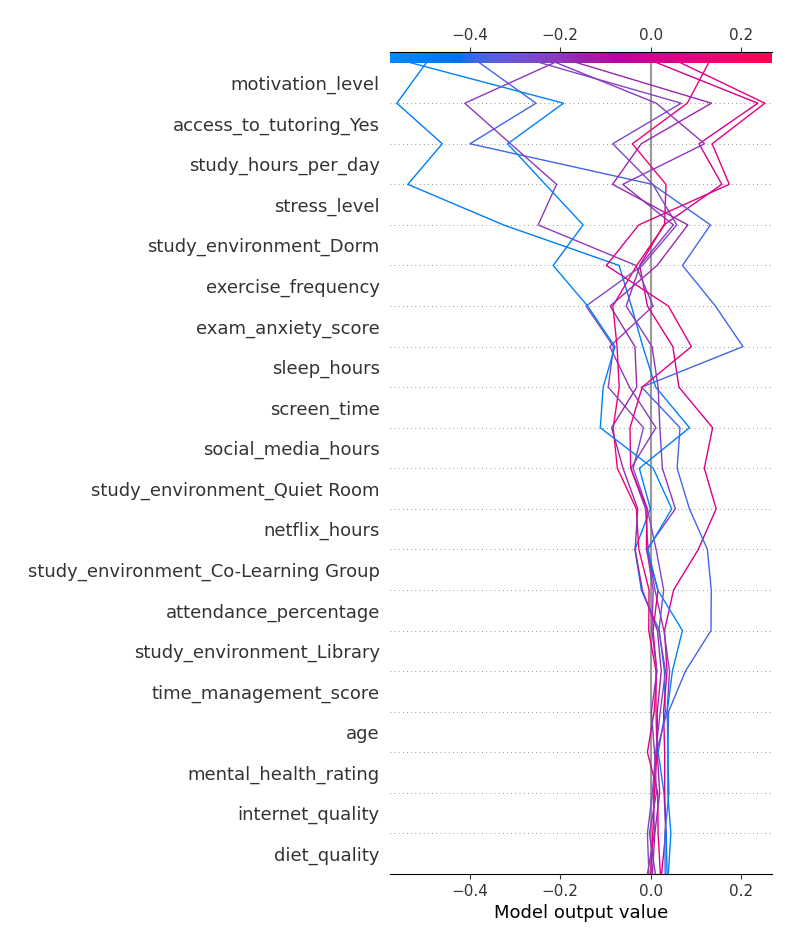 −0.4 −0.2 0.0 0.2
motivation_level
access_to_tutoring_Yes
study_hours_per_day
stress_level
study_environment_Dorm
exercise_frequency
exam_anxiety_score
sleep_hours
screen_time
social_media_hours
study_environment_Quiet Room
netflix_hours
study_environment_Co-Learning Group
attendance_percentage
study_environment_Library
time_management_score
age
mental_health_rating
internet_quality
diet_quality
−0.4 −0.2 0.0 0.2
Model output value